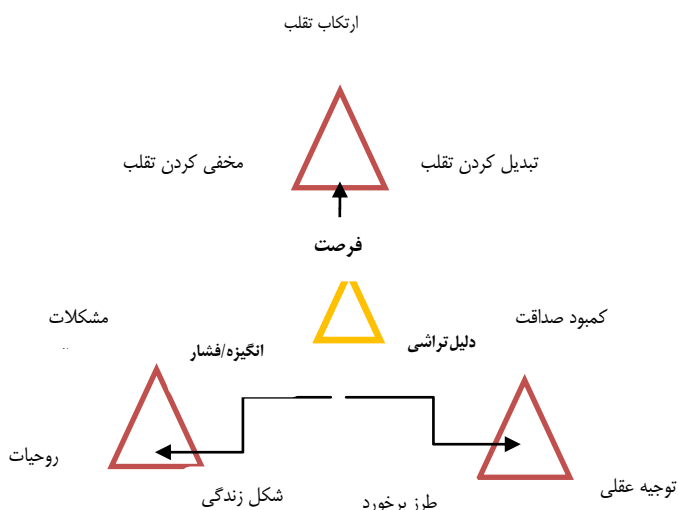 ارتکاب تقلب
تبدیل کردن تقلب
مخفی کردن تقلب
فرصت
کمبود صداقت
مشکلات
دلیل‌تراشی
انگیزه/فشار
روحیات
توجیه عقلی
شکل زندگی
طرز برخورد